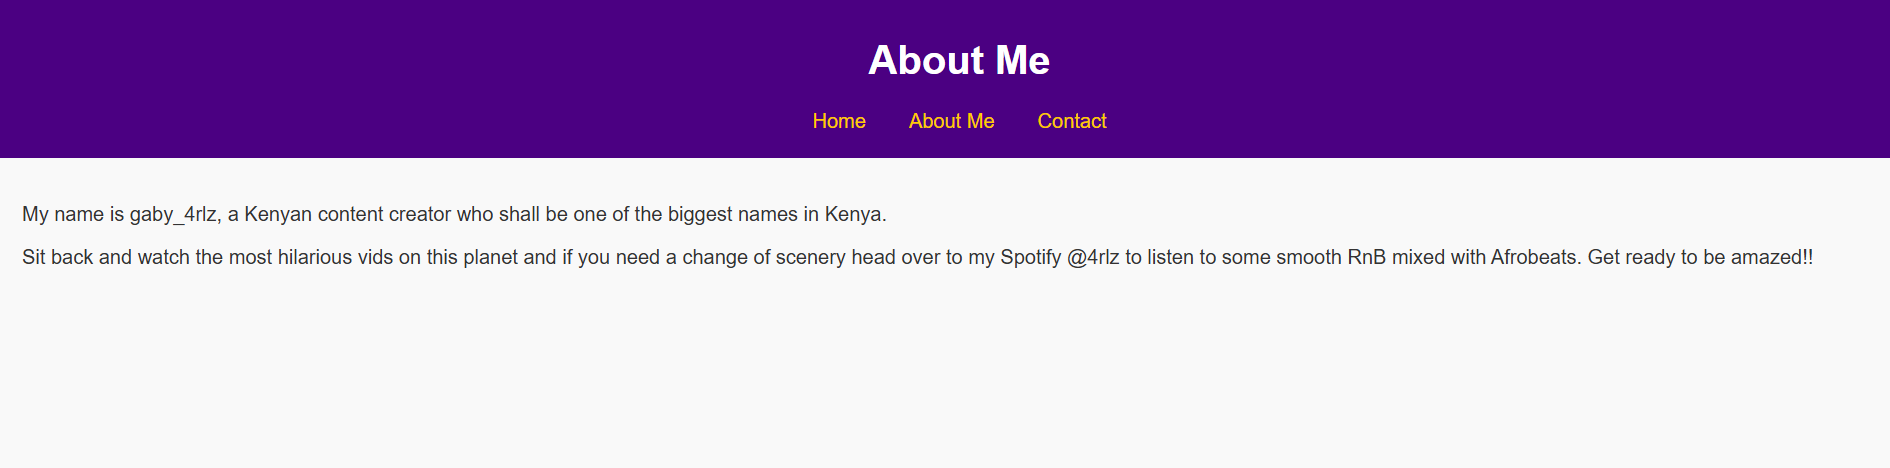 About Me
Home About Me Contact
My name is gaby_4rlz, a Kenyan content creator who shall be one of the biggest names in Kenya.
Sit back and watch the most hilarious vids on this planet and if you need a change of scenery head over to my Spotify @4rlz to listen to some smooth RnB mixed with Afrobeats. Get ready to be amazed!!